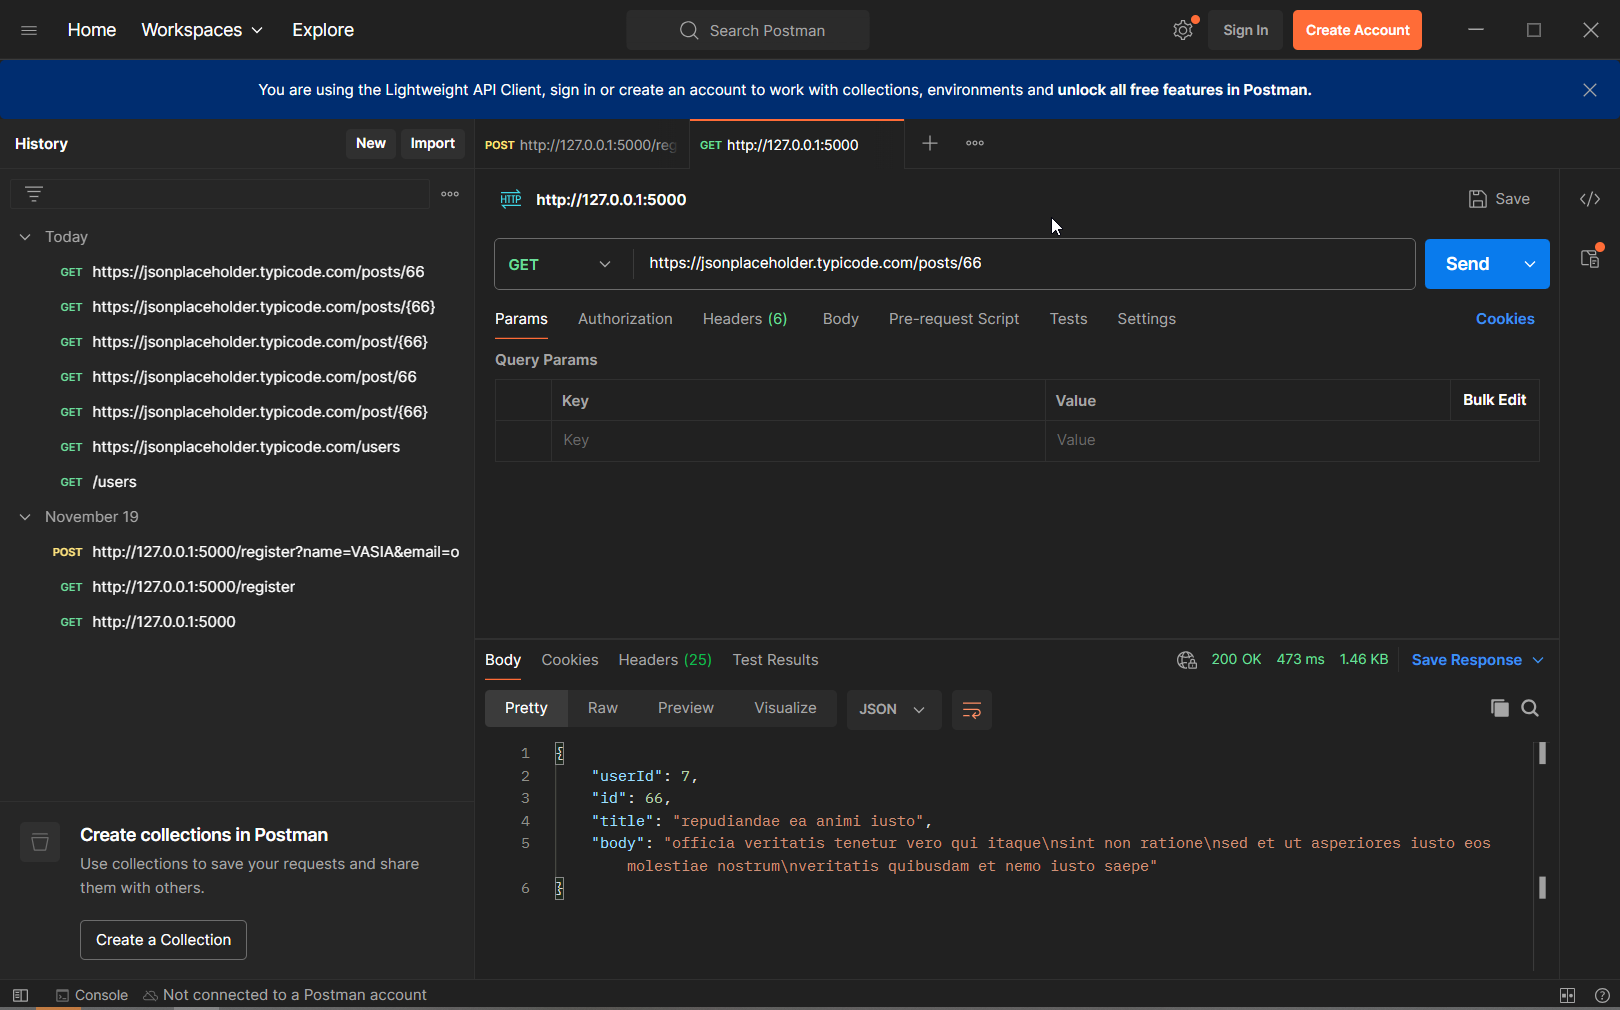 Home Workspaces Explore Search Postman Sign In Create Account
You are using the Lightweight API Client, sign in or create an account to work with collections, environments and unlock all free features in Postman.
History New Import
POST http://127.0.0.1:5000/reg
GET http://127.0.0.1:5000
Today
GET https://jsonplaceholder.typicode.com/posts/66
GET https://jsonplaceholder.typicode.com/posts/{66}
GET https://jsonplaceholder.typicode.com/post/{66}
GET https://jsonplaceholder.typicode.com/post/66
GET https://jsonplaceholder.typicode.com/post/{66}
GET https://jsonplaceholder.typicode.com/users
GET /users
November 19
POST http://127.0.0.1:5000/register?name=VASIA&email=o
GET http://127.0.0.1:5000/register
GET http://127.0.0.1:5000
Create collections in Postman
Use collections to save your requests and share
them with others.
Create a Collection
HTTP http://127.0.0.1:5000 Save
GET https://jsonplaceholder.typicode.com/posts/66 Send
Params Authorization Headers (6) Body Pre-request Script Tests Settings Cookies
Query Params
Key Value Bulk Edit
Key Value
Body Cookies Headers (25) Test Results 200 OK 473 ms 1.46 KB Save Response
Pretty Raw Preview Visualize JSON
1 {
2 "userId": 7,
3 "id": 66,
4 "title": "repudiandae ea animi iusto",
5 "body": "officia veritatis tenetur vero qui itaque\nsint non ratione\nsed et ut asperiores iusto eos
molestiae nostrum\nveritatis quibusdam et nemo iusto saepe"
6 }
Console Not connected to a Postman account